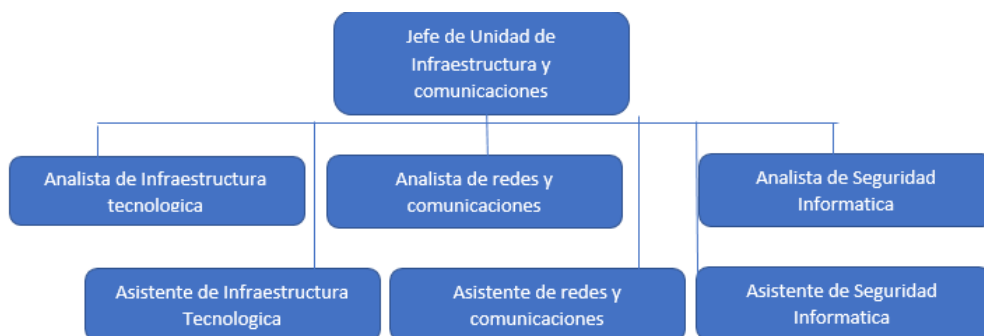 Jefe de Unidad de
Infraestructura y
comunicaciones
Analista de Infraestructura
tecnologica
Analista de redes y
comunicaciones
Analista de Seguridad
Informatica
Asistente de Infraestructura
Tecnologica
Asistente de redes y
comunicaciones
Asistente de Seguridad
Informatica